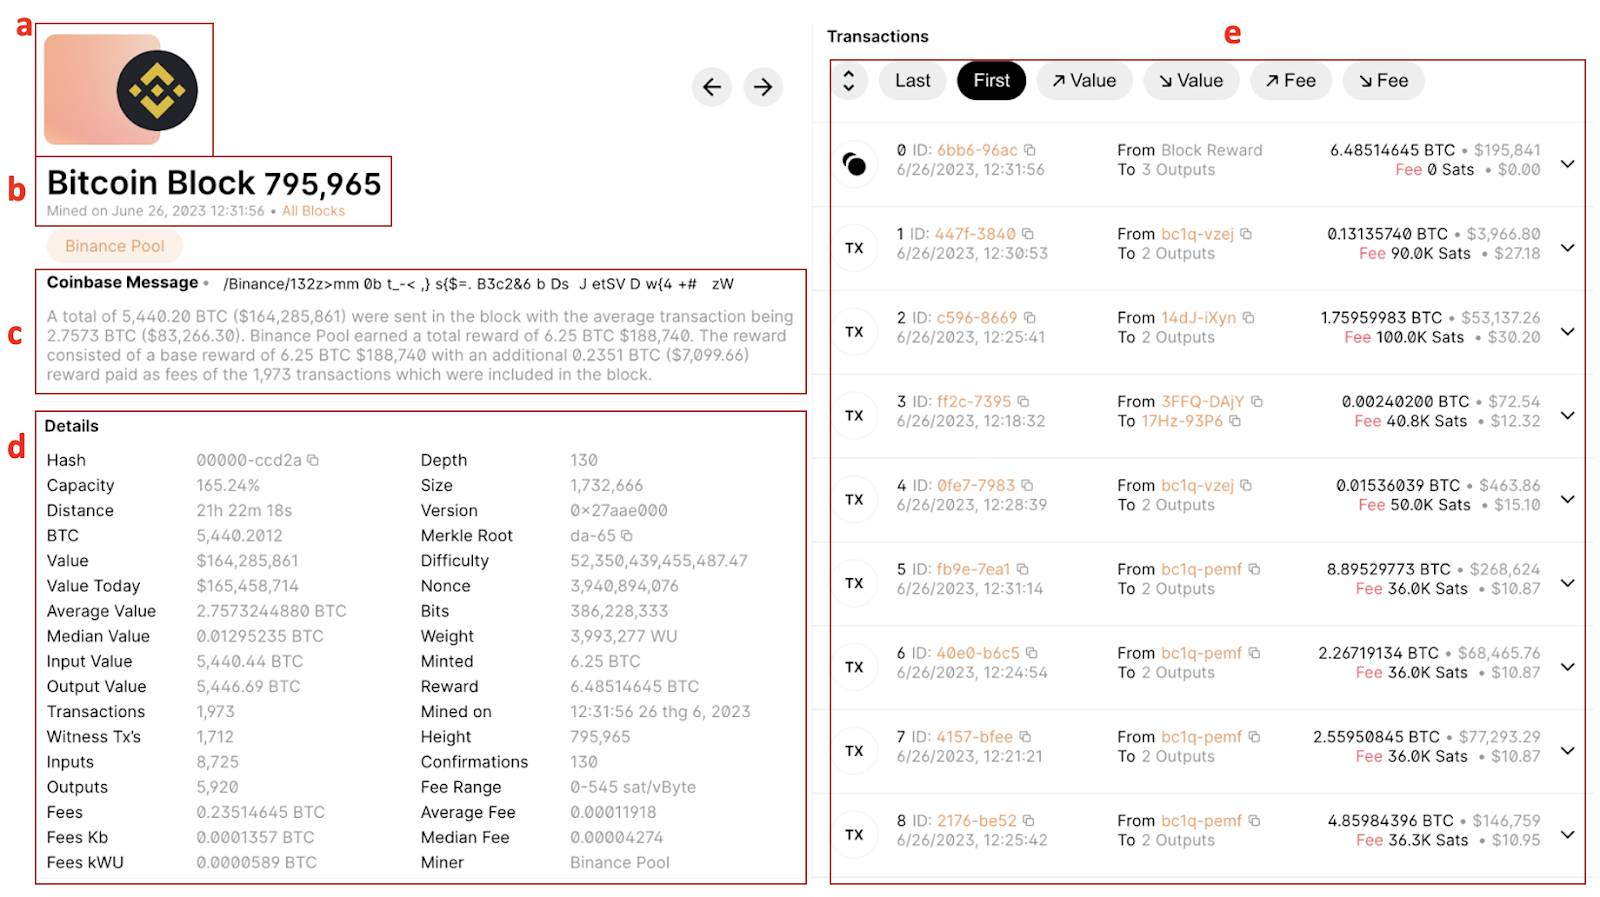 a
b
Bitcoin Block 795,965
Mined on June 26, 2023 12:31:56 • All Blocks
Binance Pool
c
Coinbase Message • /Binance/132z>mm 0b t_-< ,} s{$=. B3c2&6 b Ds J etSV D w{4 +# zW
A total of 5,440.20 BTC ($164,285,861) were sent in the block with the average transaction being
2.7573 BTC ($83,266.30). Binance Pool earned a total reward of 6.25 BTC $188,740. The reward
consisted of a base reward of 6.25 BTC $188,740 with an additional 0.2351 BTC ($7,099.66)
reward paid as fees of the 1,973 transactions which were included in the block.
d
Details
Hash 00000-ccd2a Depth 130
Capacity 165.24% Size 1,732,666
Distance 21h 22m 18s Version 0×27aae000
BTC 5,440.2012 Merkle Root da-65
Value $164,285,861 Difficulty 52,350,439,455,487.47
Value Today $165,458,714 Nonce 3,940,894,076
Average Value 2.7573244880 BTC Bits 386,228,333
Median Value 0.01295235 BTC Weight 3,993,277 WU
Input Value 5,440.44 BTC Minted 6.25 BTC
Output Value 5,446.69 BTC Reward 6.48514645 BTC
Transactions 1,973 Mined on 12:31:56 26 thg 6, 2023
Witness Tx's 1,712 Height 795,965
Inputs 8,725 Confirmations 130
Outputs 5,920 Fee Range 0-545 sat/vByte
Fees 0.23514645 BTC Average Fee 0.00011918
Fees Kb 0.0001357 BTC Median Fee 0.00004274
Fees kWU 0.0000589 BTC Miner Binance Pool
Transactions
e
Last First ↗ Value ↘ Value ↗ Fee ↘ Fee
0 ID: 6bb6-96ac From Block Reward 6.48514645 BTC • $195,841
6/26/2023, 12:31:56 To 3 Outputs Fee 0 Sats • $0.00
TX
1 ID: 447f-3840 From bc1q-vzej 0.13135740 BTC • $3,966.80
6/26/2023, 12:30:53 To 2 Outputs Fee 90.0K Sats • $27.18
TX
2 ID: c596-8669 From 14dJ-iXyn 1.75959983 BTC • $53,137.26
6/26/2023, 12:25:41 To 2 Outputs Fee 100.0K Sats • $30.20
TX
3 ID: ff2c-7395 From 3FFQ-DAjY 0.00240200 BTC • $72.54
6/26/2023, 12:18:32 To 17Hz-93P6 Fee 40.8K Sats • $12.32
TX
4 ID: 0fe7-7983 From bc1q-vzej 0.01536039 BTC • $463.86
6/26/2023, 12:28:39 To 2 Outputs Fee 50.0K Sats • $15.10
TX
5 ID: fb9e-7ea1 From bc1q-pemf 8.89529773 BTC • $268,624
6/26/2023, 12:31:14 To 2 Outputs Fee 36.0K Sats • $10.87
TX
6 ID: 40e0-b6c5 From bc1q-pemf 2.26719134 BTC • $68,465.76
6/26/2023, 12:24:54 To 2 Outputs Fee 36.0K Sats • $10.87
TX
7 ID: 4157-bfee From bc1q-pemf 2.55950845 BTC • $77,293.29
6/26/2023, 12:21:21 To 2 Outputs Fee 36.0K Sats • $10.87
TX
8 ID: 2176-be52 From bc1q-pemf 4.85984396 BTC • $146,759
6/26/2023, 12:25:42 To 2 Outputs Fee 36.3K Sats • $10.95
TX